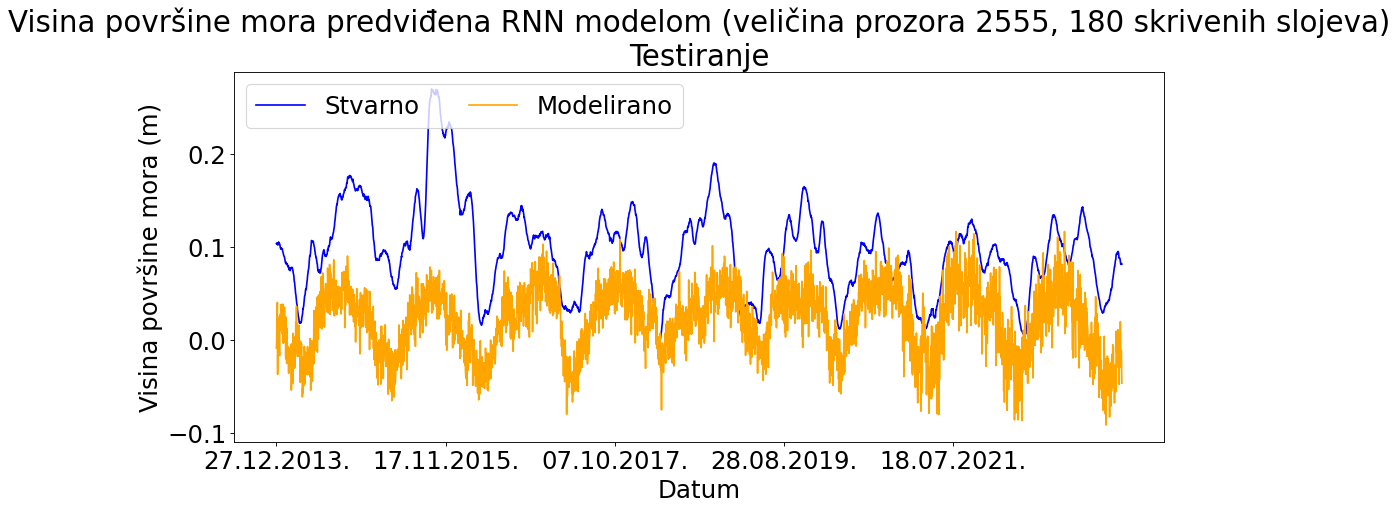 Visina površine mora predviđena RNN modelom (veličina prozora 2555, 180 skrivenih slojeva)
Testiranje
Stvarno
Modelirano
Visina površine mora (m)
0.2
0.1
0.0
−0.1
27.12.2013.
17.11.2015.
07.10.2017.
28.08.2019.
18.07.2021.
Datum